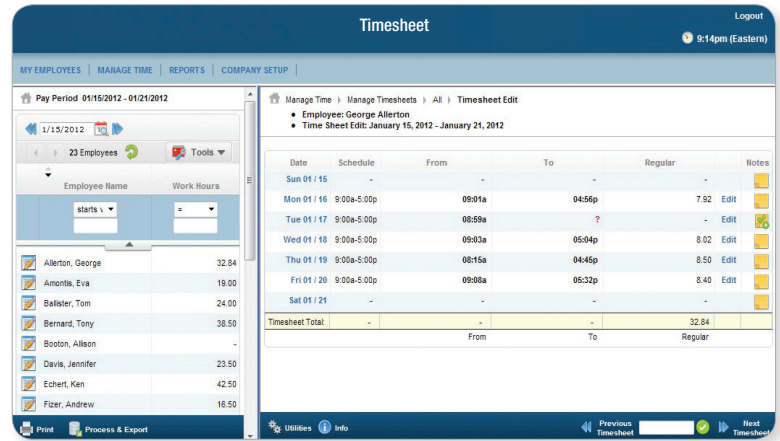 Timesheet
Logout
9:14pm (Eastern)
MY EMPLOYEES | MANAGE TIME | REPORTS | COMPANY SETUP |
Pay Period 01/15/2012 - 01/21/2012
1/15/2012
23 Employees
Tools
Employee Name Work Hours
starts =
Allerton, George 32.84
Amontis, Eva 19.00
Ballister, Tom 24.00
Bernard, Tony 38.50
Booton, Allison -
Davis, Jennifer 23.50
Echert, Ken 42.50
Fizer, Andrew 16.50
Print Process & Export
Manage Time Manage Timesheets All Timesheet Edit
• Employee: George Allerton
• Time Sheet Edit: January 15, 2012 - January 21, 2012
Date Schedule From To Regular Notes
Sun 01 / 15 - - - -
Mon 01 / 16 9:00a-5:00p 09:01a 04:56p 7.92 Edit
Tue 01 / 17 9:00a-5:00p 08:59a ? - Edit
Wed 01 / 18 9:00a-5:00p 09:03a 05:04p 8.02 Edit
Thu 01 / 19 9:00a-5:00p 08:15a 04:45p 8.50 Edit
Fri 01 / 20 9:00a-5:00p 09:08a 05:32p 8.40 Edit
Sat 01 / 21 - - - -
Timesheet Total: - - - 32.84
From To Regular
Utilities Info
Previous Timesheet
Next Timesheet